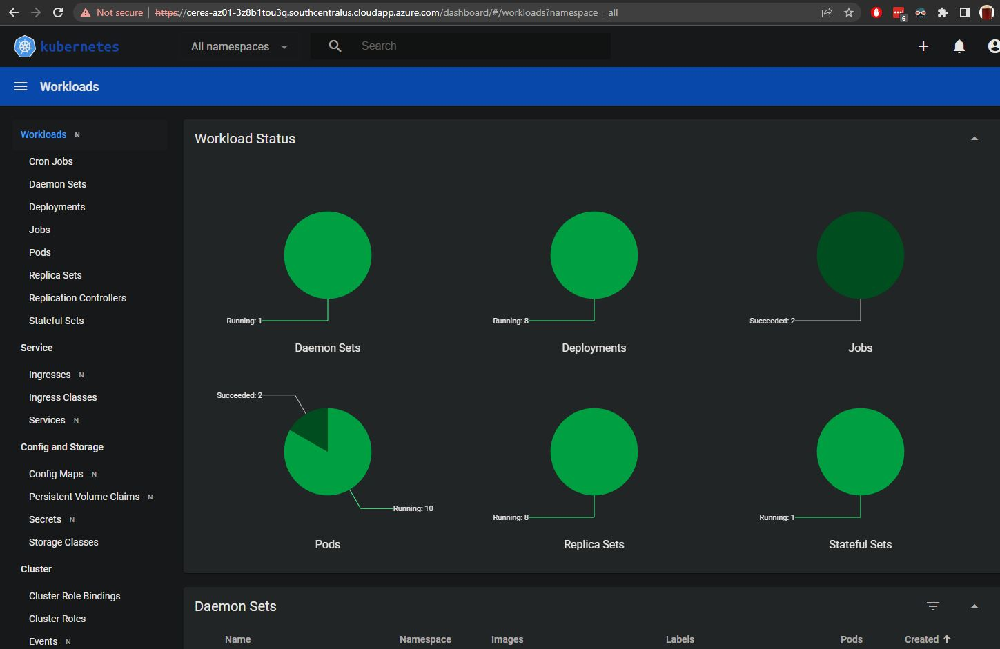 Not secure | https://ceres-az01-3z8b1tou3q.southcentralus.cloudapp.azure.com/dashboard/#/workloads?namespace=_all
6
kubernetes
All namespaces
Search
Workloads
Workloads N
Cron Jobs
Daemon Sets
Deployments
Jobs
Pods
Replica Sets
Replication Controllers
Stateful Sets
Service
Ingresses N
Ingress Classes
Services N
Config and Storage
Config Maps N
Persistent Volume Claims N
Secrets N
Storage Classes
Cluster
Cluster Role Bindings
Cluster Roles
Events N
Workload Status
Running: 1
Daemon Sets
Running: 8
Deployments
Succeeded: 2
Jobs
Succeeded: 2
Running: 10
Pods
Running: 8
Replica Sets
Running: 1
Stateful Sets
Daemon Sets
Name Namespace Images Labels Pods Created ↑